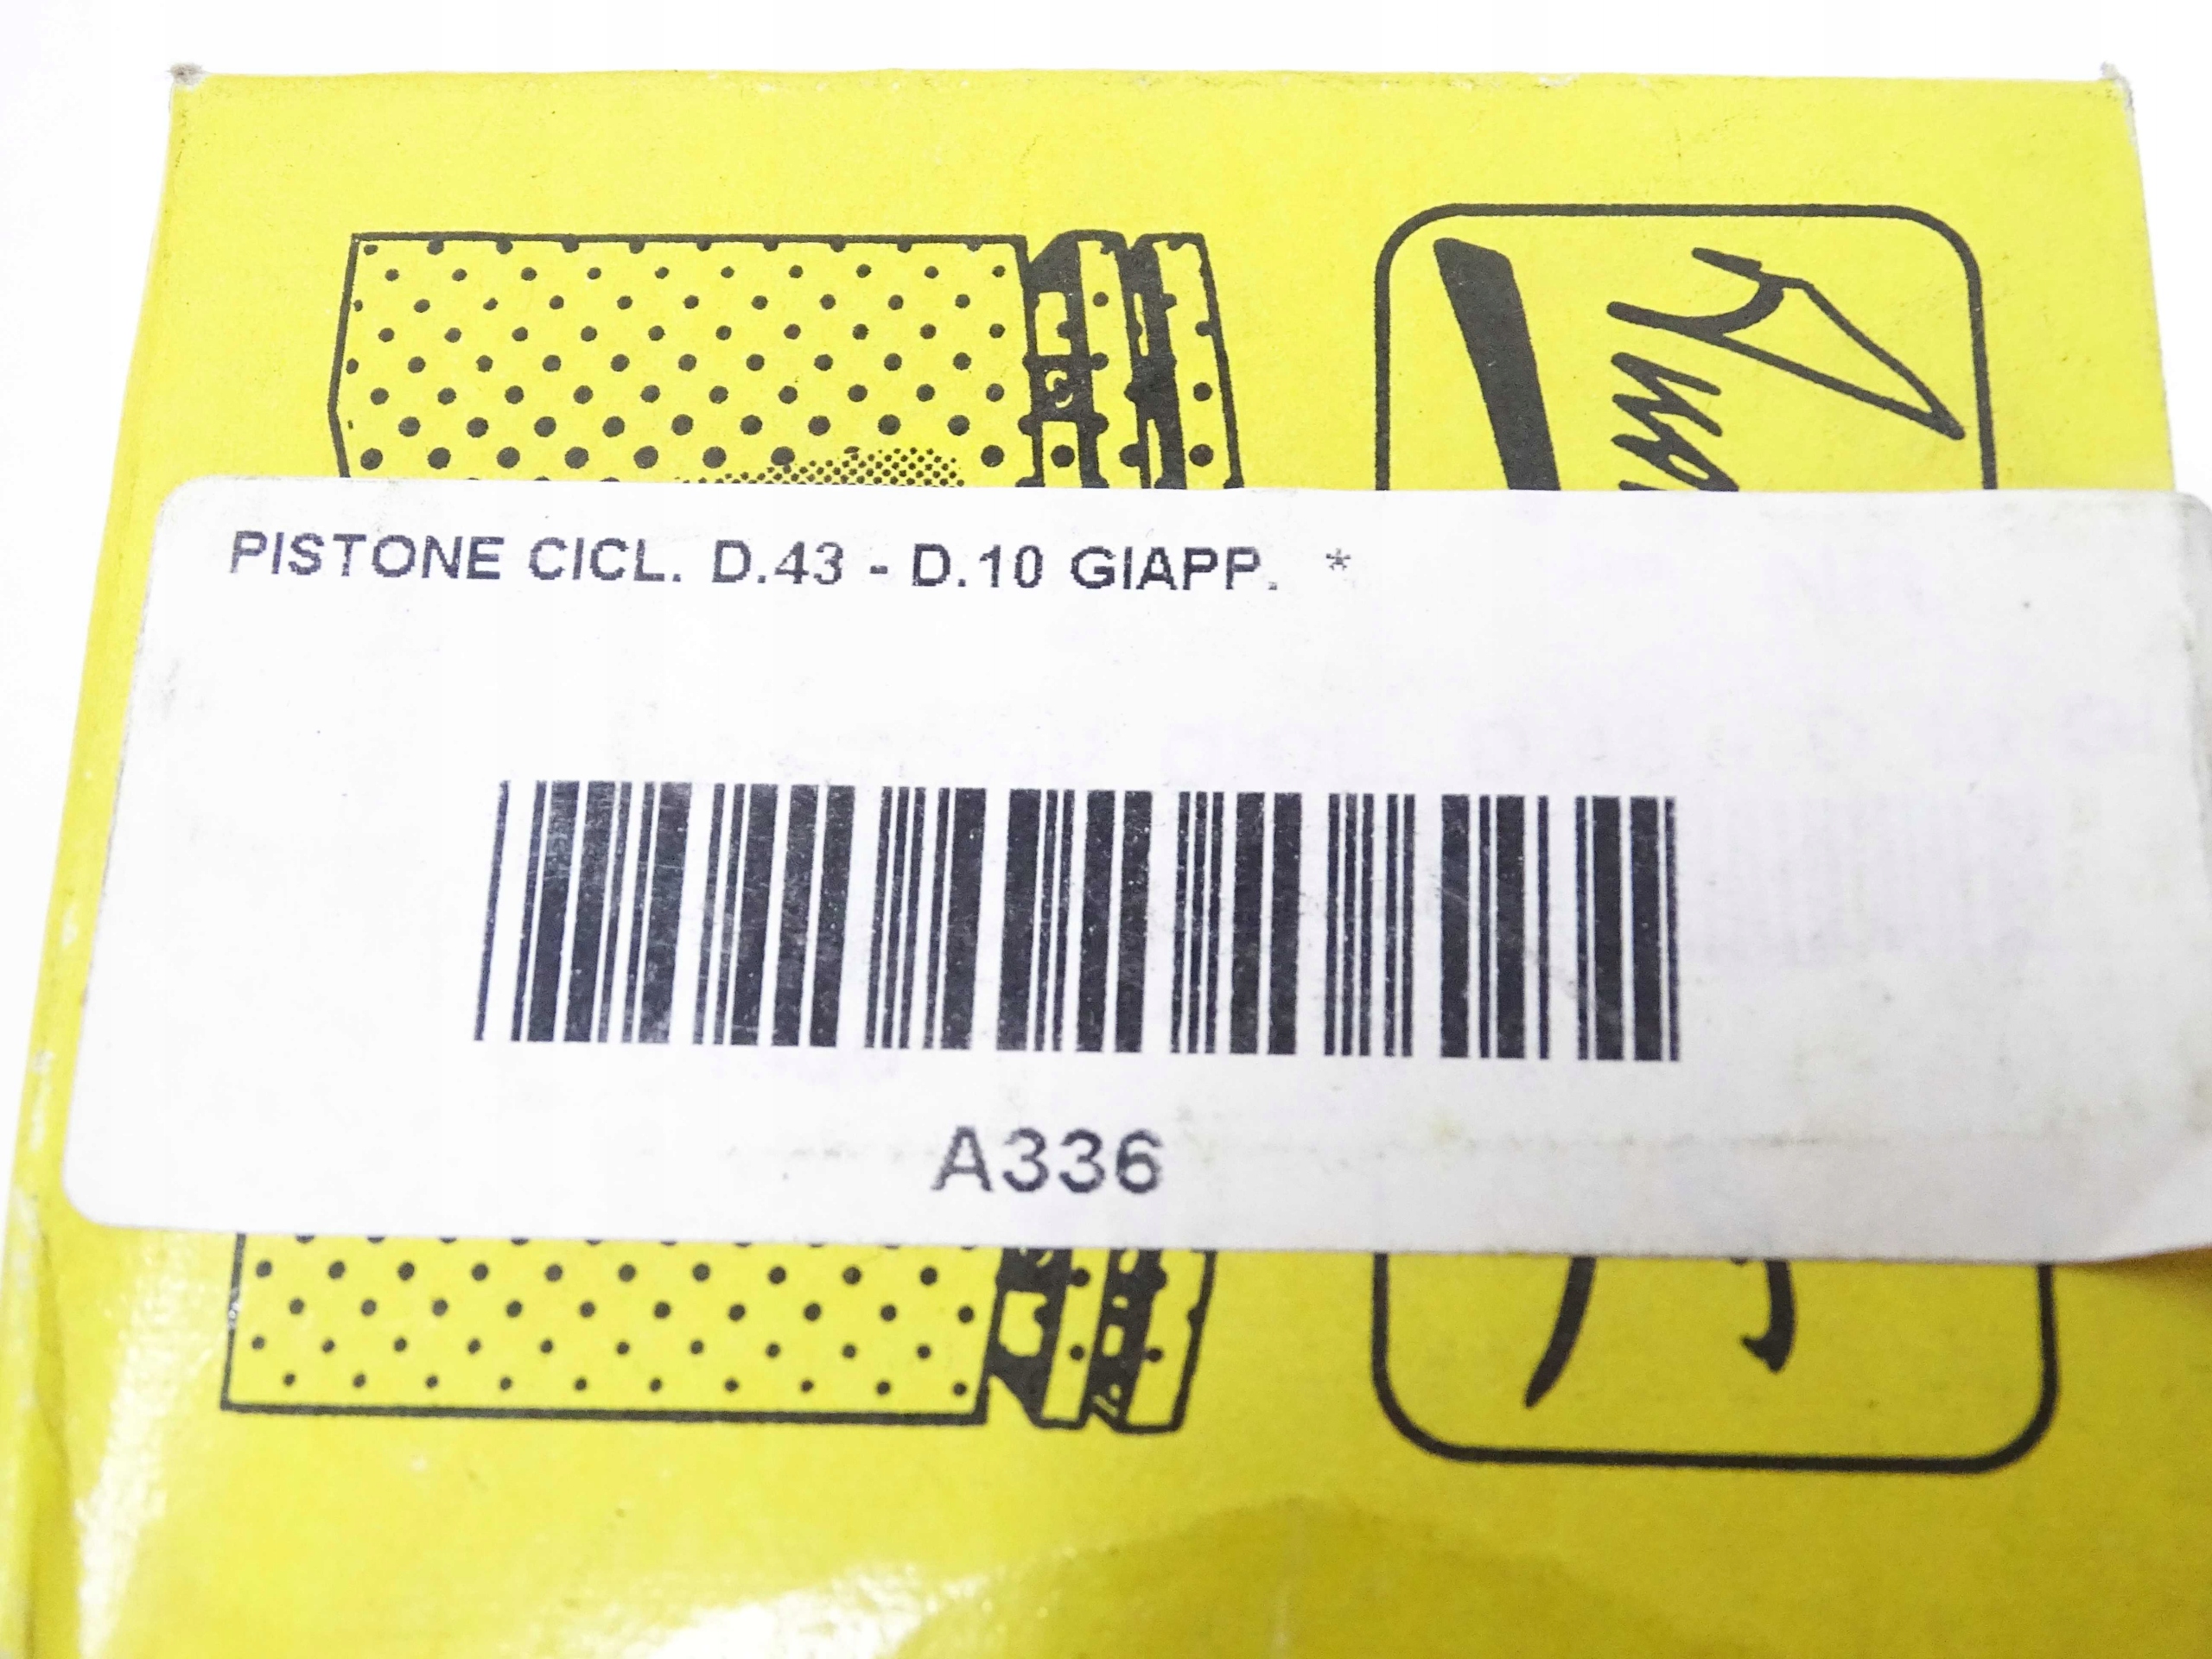 PISTONE CICL. D.43 - D.10 GIAPP. *
A336